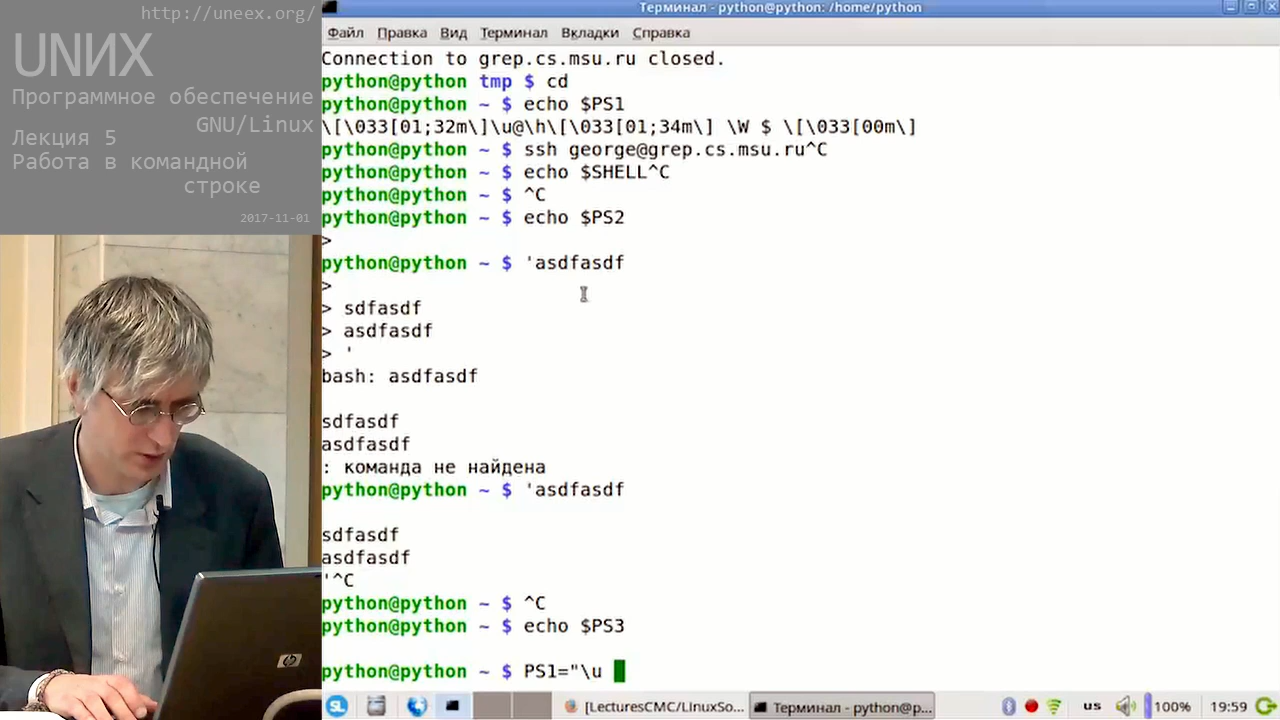 http://uneex.org/
UNИX
Программное обеспечение
GNU/Linux
Лекция 5
Работа в командной
строке
2017-11-01
Терминал - python@python: /home/python
Файл Правка Вид Терминал Вкладки Справка
Connection to grep.cs.msu.ru closed.
python@python tmp $ cd
python@python ~ $ echo $PS1
\[\033[01;32m\]\u@\h\[\033[01;34m\] \W $ \[\033[00m\]
python@python ~ $ ssh george@grep.cs.msu.ru^C
python@python ~ $ echo $SHELL^C
python@python ~ $ ^C
python@python ~ $ echo $PS2
>
python@python ~ $ 'asdfasdf
>
> sdfasdf
> asdfasdf
> '
bash: asdfasdf
sdfasdf
asdfasdf
: команда не найдена
python@python ~ $ 'asdfasdf
sdfasdf
asdfasdf
'^C
python@python ~ $ ^C
python@python ~ $ echo $PS3
python@python ~ $ PS1="\u
SL [LecturesCMC/LinuxSo... Терминал - python@p... us 100% 19:59
hp